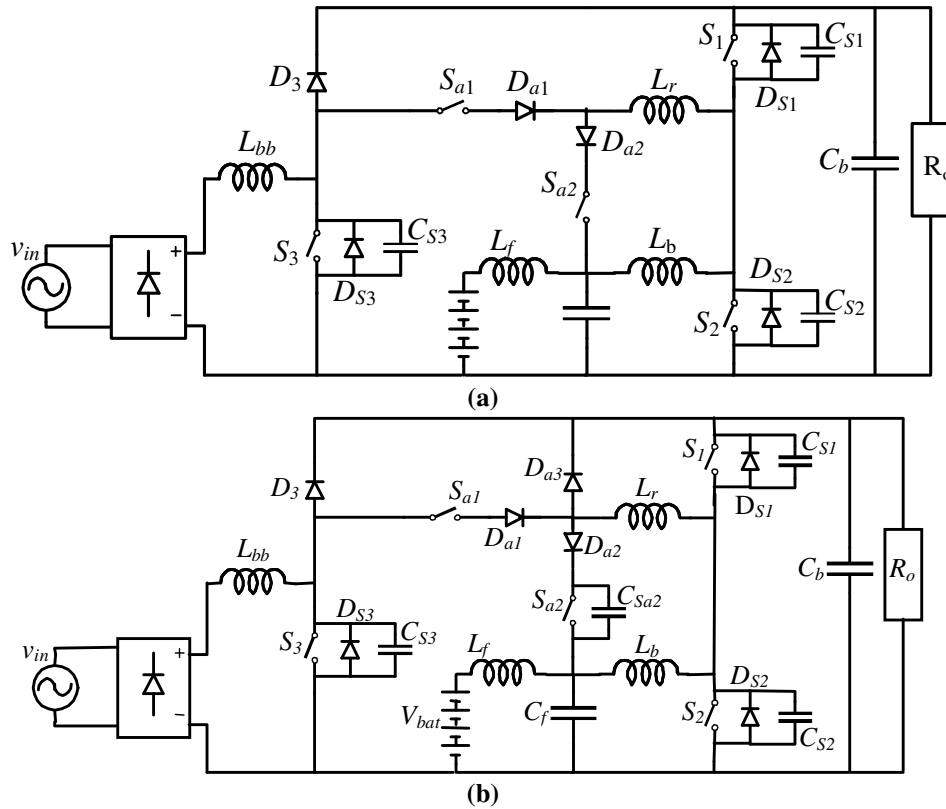 S1
CS1
D3
Sa1
Da1
Lr
DS1
Lbb
Da2
Cb
Ro
Sa2
vin
+
S3
CS3
Lf
Lb
DS2
−
DS3
S2
CS2
(a)
S1
CS1
D3
Da3
Sa1
Lr
DS1
Da1
Da2
Lbb
Cb
Ro
Sa2
CSa2
DS3
vin
+
S3
CS3
Lf
Lb
DS2
−
Vbat
Cf
S2
CS2
(b)